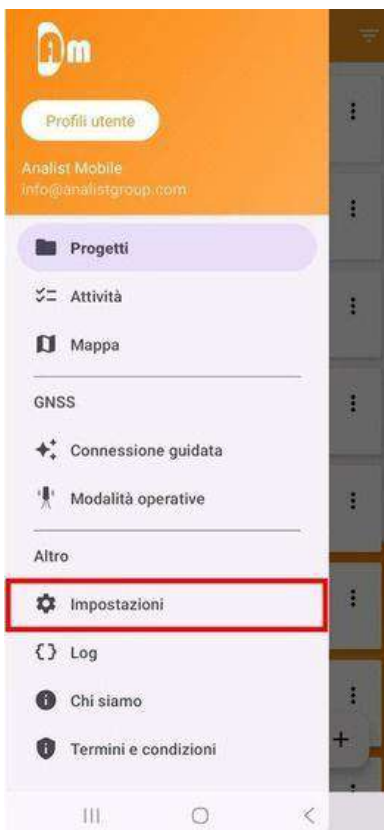 Am
Profili utente
Analist Mobile
info@analistgroup.com
Progetti
Attività
Mappa
GNSS
Connessione guidata
Modalità operative
Altro
Impostazioni
{} Log
Chi siamo
Termini e condizioni
+